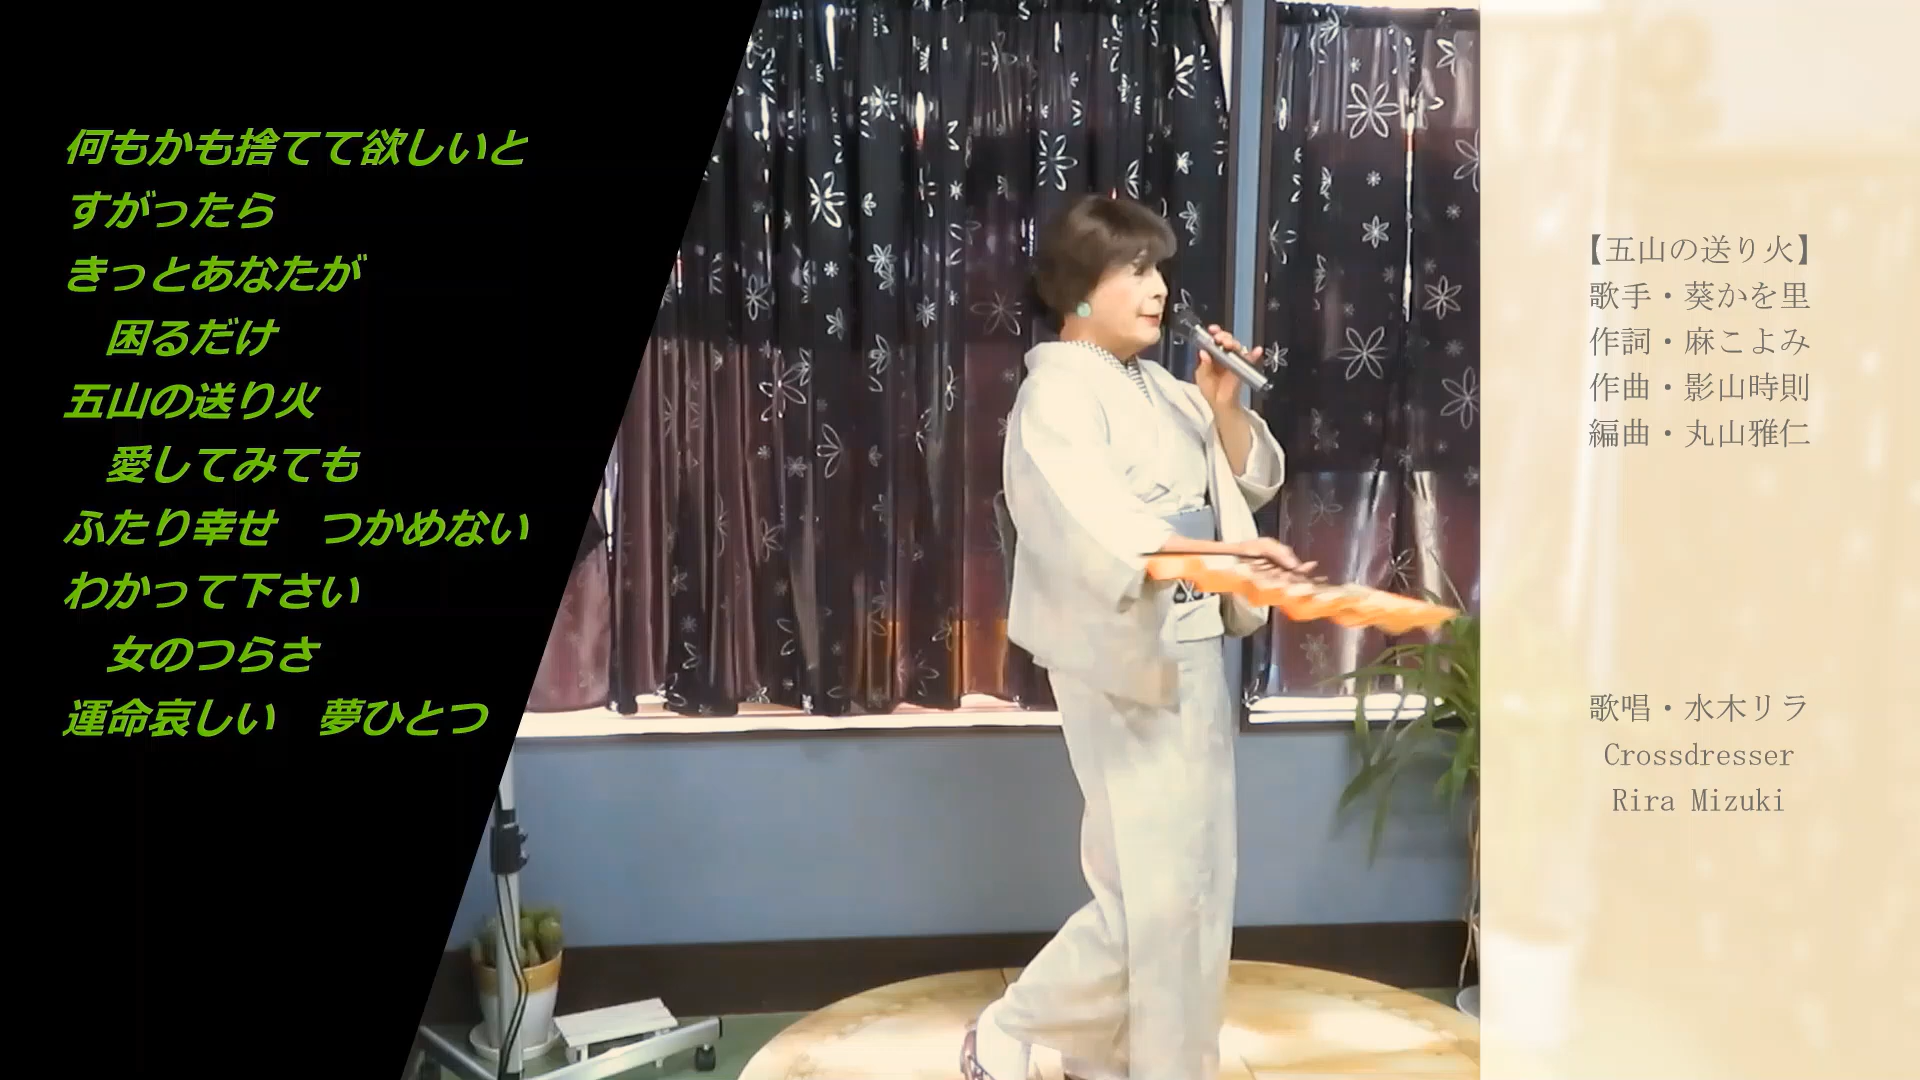 何もかも捨てて欲しいと
すがったら
きっとあなたが
　困るだけ
五山の送り火
　愛してみても
ふたり幸せ　つかめない
わかって下さい
　女のつらさ
運命哀しい　夢ひとつ
【五山の送り火】
歌手・葵かを里
作詞・麻こよみ
作曲・影山時則
編曲・丸山雅仁
歌唱・水木リラ
Crossdresser
Rira Mizuki